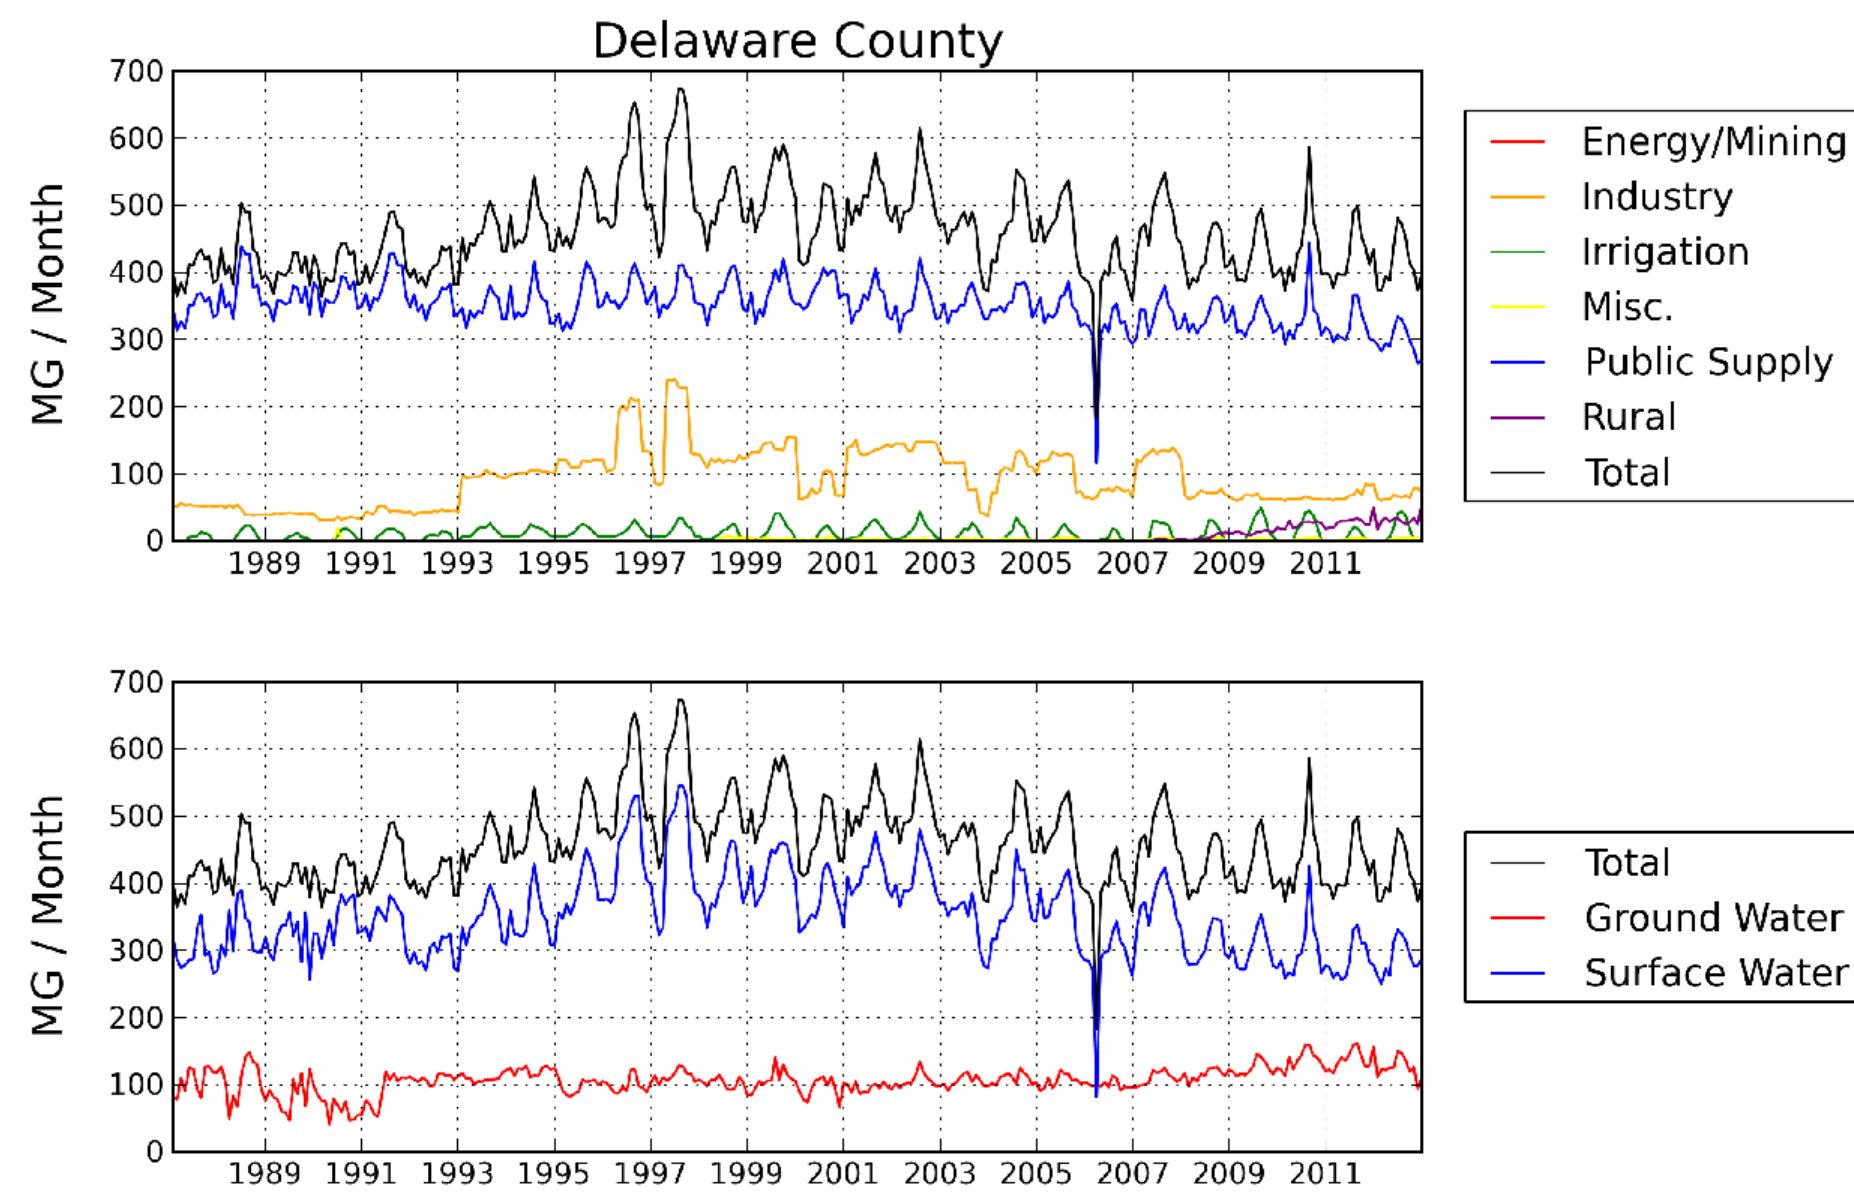 Delaware County
700
600
500
400
300
200
100
0
MG / Month
1989 1991 1993 1995 1997 1999 2001 2003 2005 2007 2009 2011
Energy/Mining
Industry
Irrigation
Misc.
Public Supply
Rural
Total
700
600
500
400
300
200
100
0
MG / Month
1989 1991 1993 1995 1997 1999 2001 2003 2005 2007 2009 2011
Total
Ground Water
Surface Water